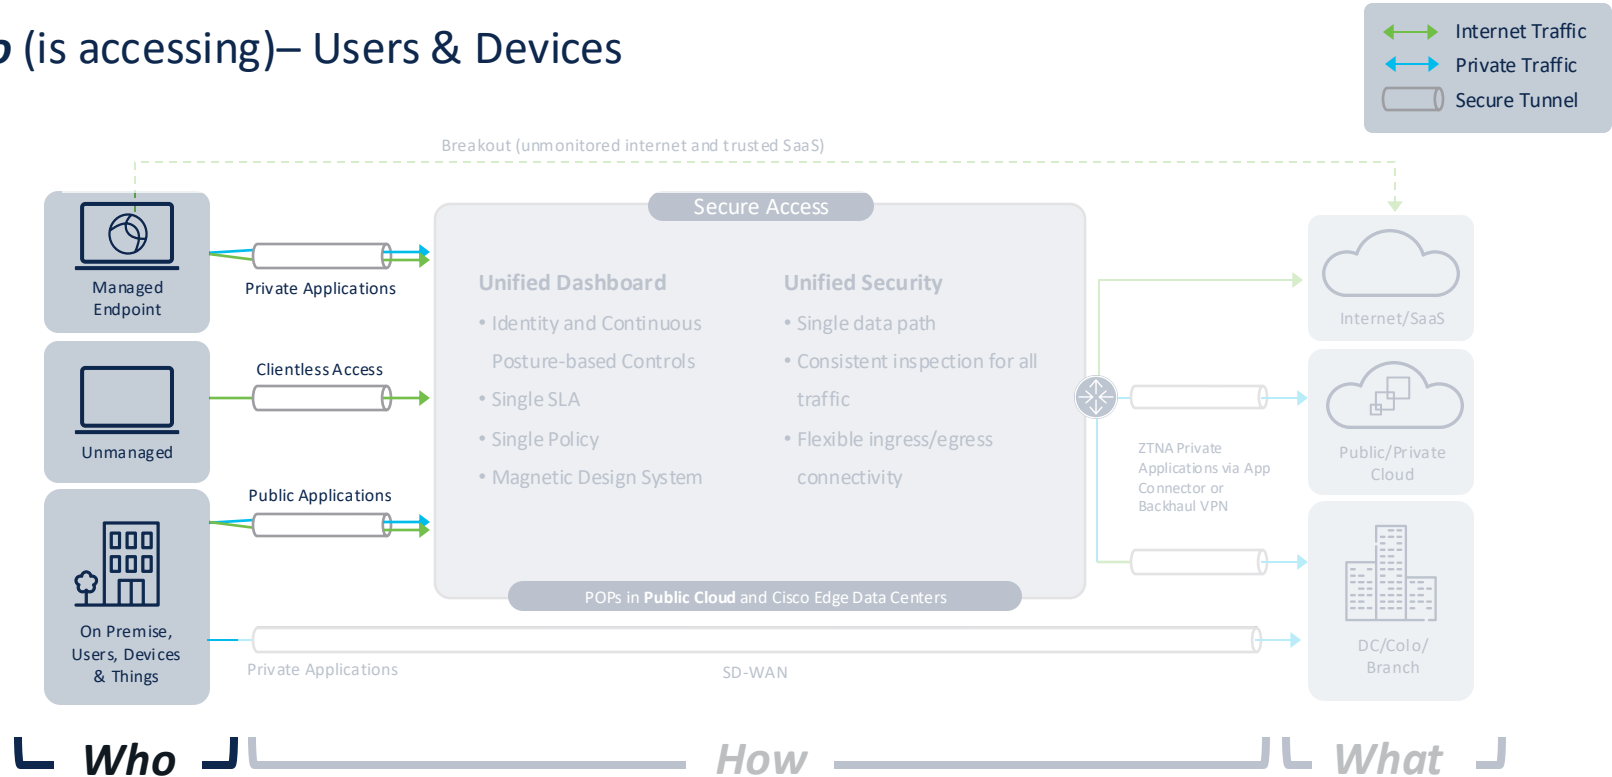 (is accessing)– Users & Devices
Internet Traffic
Private Traffic
Secure Tunnel
Breakout (unmonitored internet and trusted SaaS)
Managed
Endpoint
Private Applications
Clientless Access
Unmanaged
Public Applications
On Premise,
Users, Devices
& Things
Private Applications
SD-WAN
Secure Access
Unified Dashboard
• Identity and Continuous
Posture-based Controls
• Single SLA
• Single Policy
• Magnetic Design System
Unified Security
• Single data path
• Consistent inspection for all
traffic
• Flexible ingress/egress
connectivity
POPs in Public Cloud and Cisco Edge Data Centers
ZTNA Private
Applications via App
Connector or
Backhaul VPN
Internet/SaaS
Public/Private
Cloud
DC/Colo/
Branch
Who
How
What